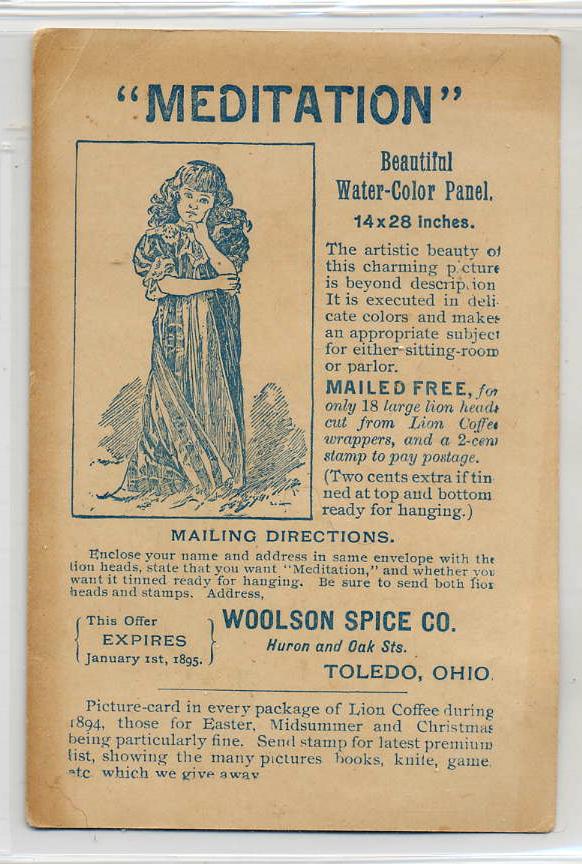 "MEDITATION"
Beautiful
Water-Color Panel.
14x28 inches.
The artistic beauty of
this charming picture
is beyond descrip.ion
It is executed in deli-
cate colors and makes
an appropriate subject
for either sitting-room
or parlor.
MAILED FREE, for
only 18 large lion heads
cut from Lion Coffee
wrappers, and a 2-cent
stamp to pay postage.
(Two cents extra if tin
ned at top and bottom
ready for hanging.)
MAILING DIRECTIONS.
Enclose your name and address in same envelope with the
lion heads, state that you want "Meditation," and whether you
want it tinned ready for hanging. Be sure to send both lion
heads and stamps. Address,
This Offer
EXPIRES
January 1st, 1895.
WOOLSON SPICE CO.
Huron and Oak Sts.
TOLEDO, OHIO.
Picture-card in every package of Lion Coffee during
1894, those for Easter, Midsummer and Christmas
being particularly fine. Send stamp for latest premium
list, showing the many pictures books, knife, game,
etc which we give away